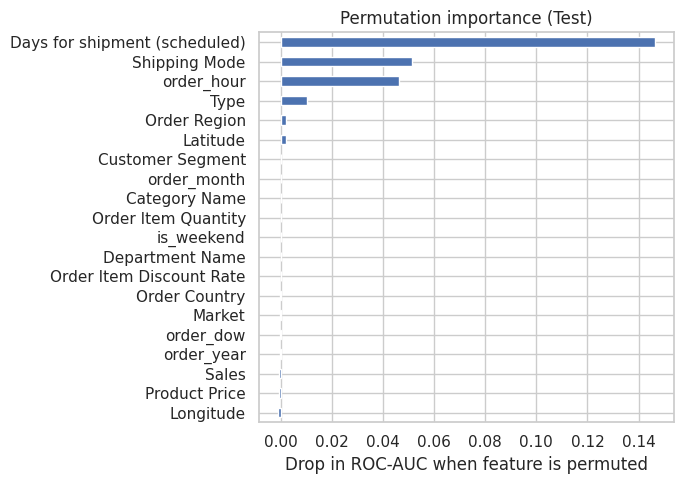 Permutation importance (Test)
Days for shipment (scheduled)
Shipping Mode
order_hour
Type
Order Region
Latitude
Customer Segment
order_month
Category Name
Order Item Quantity
is_weekend
Department Name
Order Item Discount Rate
Order Country
Market
order_dow
order_year
Sales
Product Price
Longitude
0.00 0.02 0.04 0.06 0.08 0.10 0.12 0.14
Drop in ROC-AUC when feature is permuted